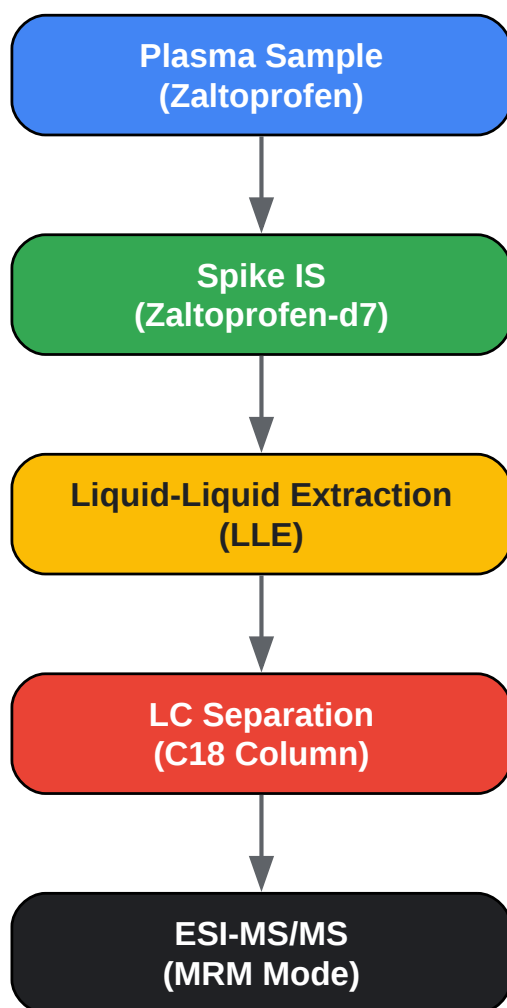 Plasma Sample
(Zaltoprofen)
Spike IS
(Zaltoprofen-d7)
Liquid-Liquid Extraction
(LLE)
LC Separation
(C18 Column)
ESI-MS/MS
(MRM Mode)